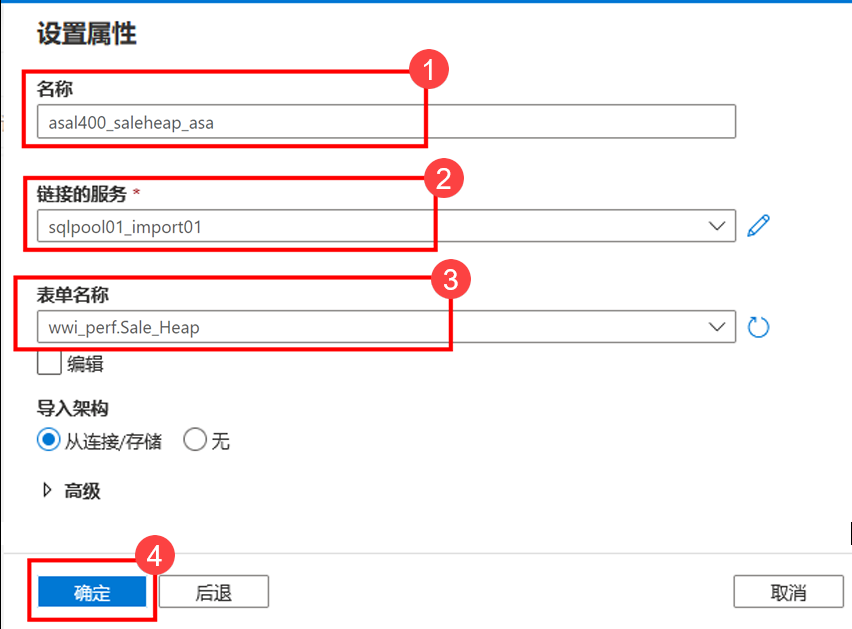 设置属性
1
名称
asal400_saleheap_asa
2
链接的服务 *
sqlpool01_import01
3
表单名称
wwi_perf.Sale_Heap
编辑
导入架构
从连接/存储 无
高级
4
确定 后退 取消